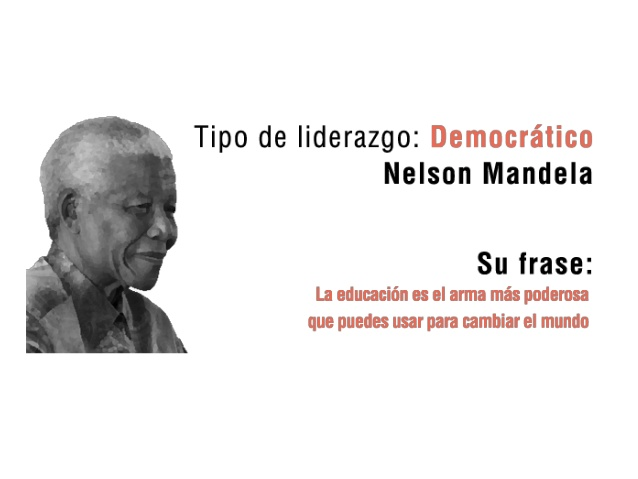 Tipo de liderazgo: Democrático
Nelson Mandela
Su frase:
La educación es el arma más poderosa
que puedes usar para cambiar el mundo